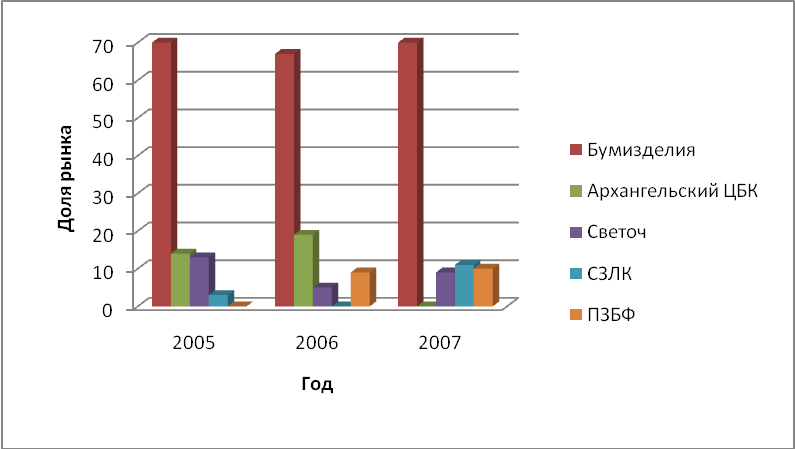 70
60
50
40
30
20
10
0
Доля рынка
2005
2006
2007
Год
Бумизделия
Архангельский ЦБК
Светоч
СЗЛК
ПЗБФ